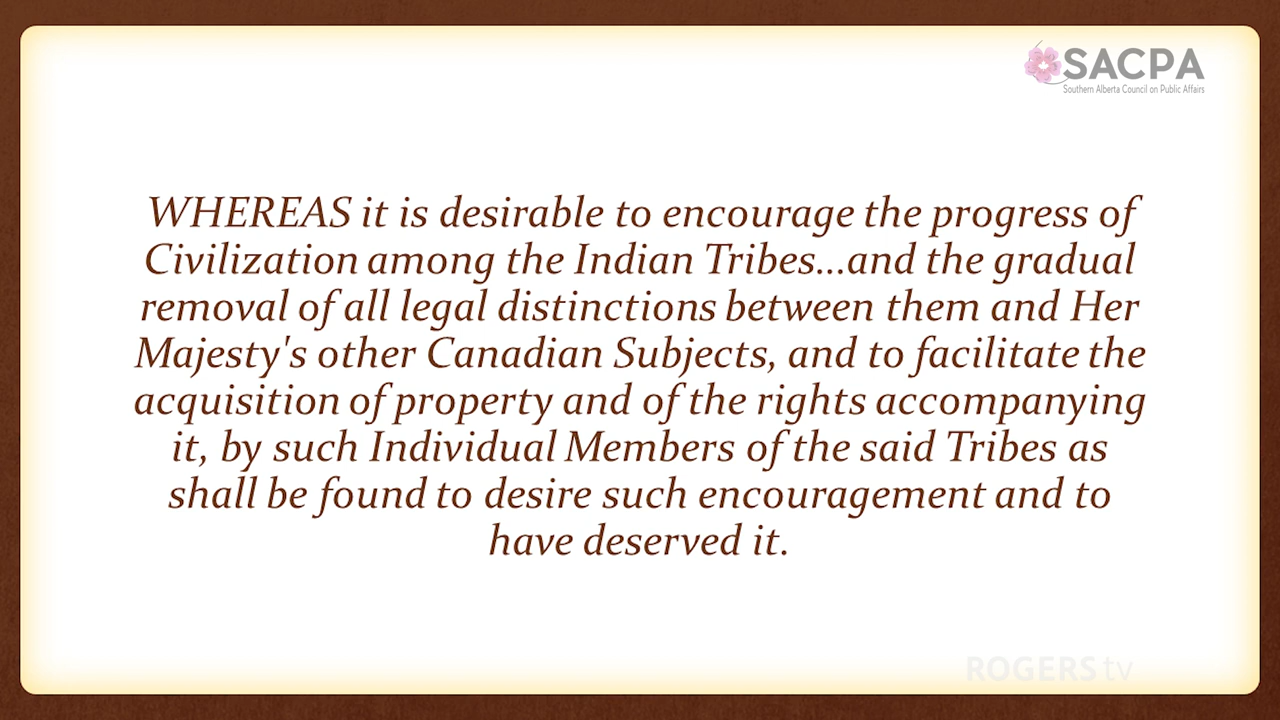 SACPA
Southern Alberta Council on Public Affairs
WHEREAS it is desirable to encourage the progress of
Civilization among the Indian Tribes...and the gradual
removal of all legal distinctions between them and Her
Majesty's other Canadian Subjects, and to facilitate the
acquisition of property and of the rights accompanying
it, by such Individual Members of the said Tribes as
shall be found to desire such encouragement and to
have deserved it.
ROGERS tv